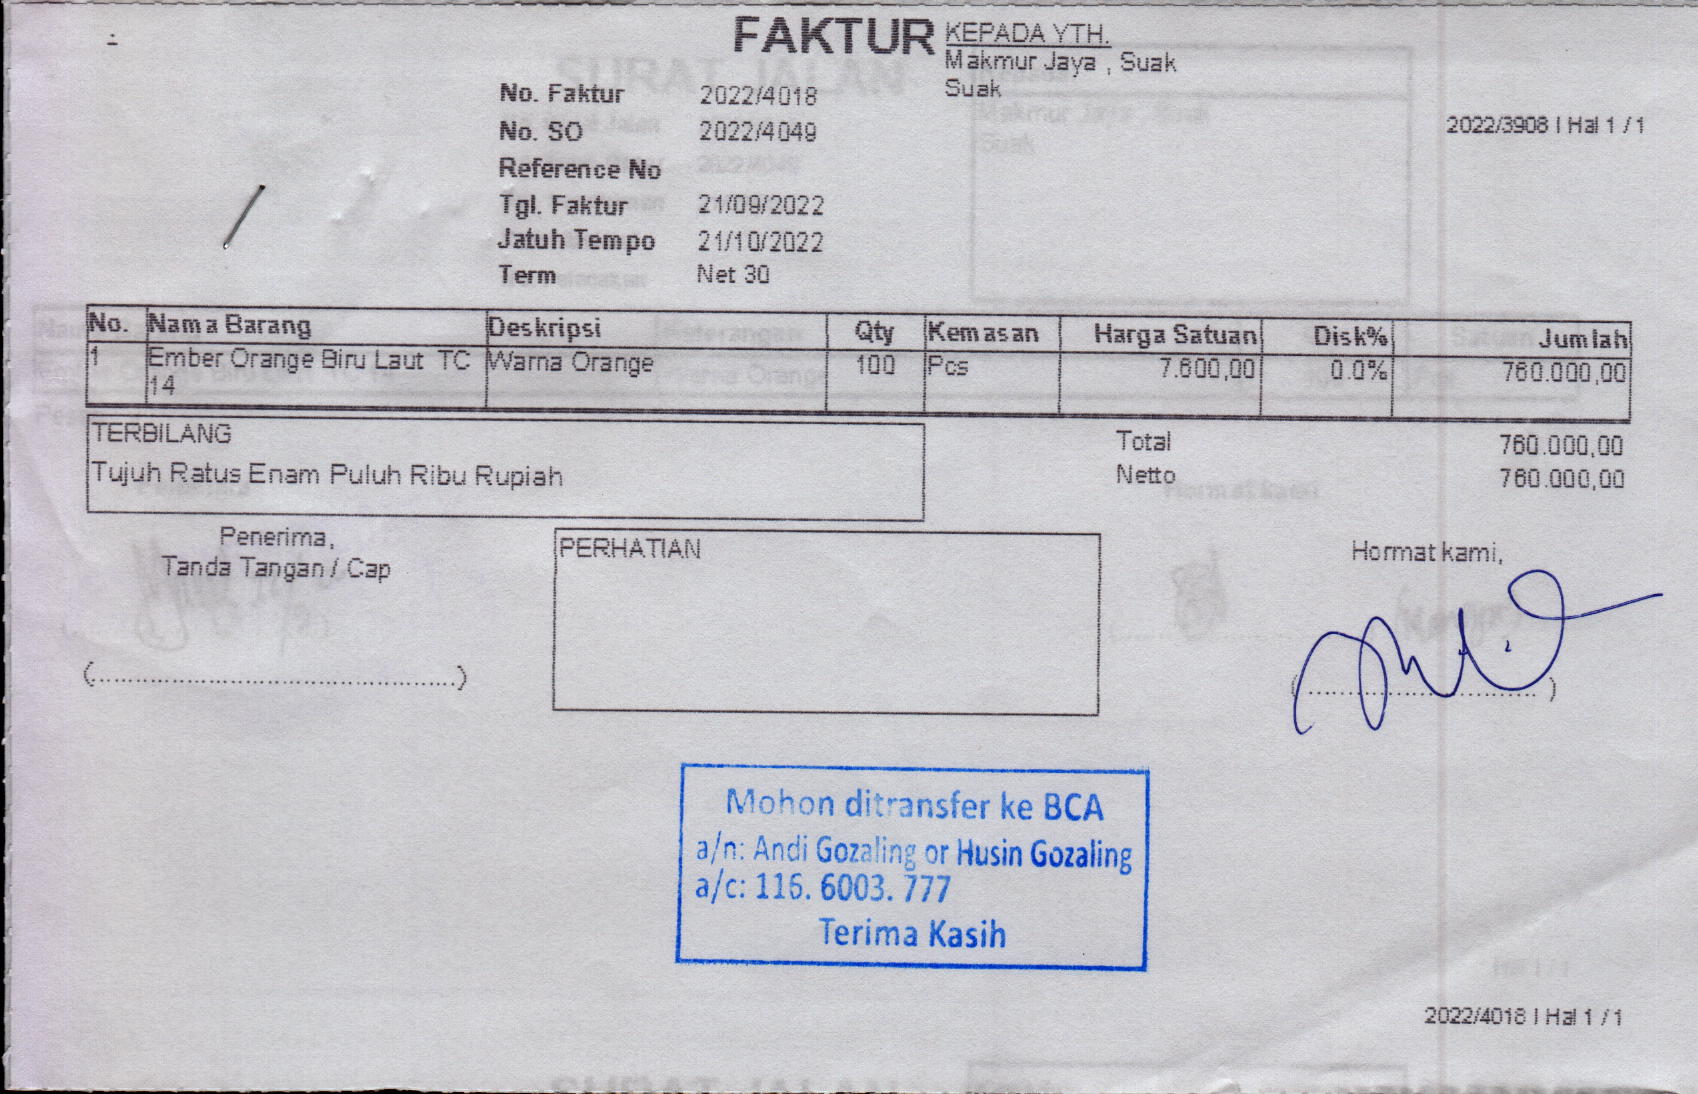 FAKTUR
KEPADA YTH.
Makmur Jaya , Suak
Suak
No. Faktur 2022/4018
No. SO 2022/4049
Reference No
Tgl. Faktur 21/09/2022
Jatuh Tempo 21/10/2022
Term Net 30
2022/3908 | Hal 1 / 1
No. Nama Barang Deskripsi Qty Kemasan Harga Satuan Disk% Jumlah
1 Ember Orange Biru Laut TC Warna Orange 100 Pcs 7.600,00 0.0% 760.000,00
14
TERBILANG
Tujuh Ratus Enam Puluh Ribu Rupiah
Total 760.000,00
Netto 760.000,00
Penerima,
Tanda Tangan / Cap
(..............................................)
PERHATIAN
Hormat kami,
(..............................)
Mohon ditransfer ke BCA
a/n: Andi Gozaling or Husin Gozaling
a/c: 116. 6003. 777
Terima Kasih
2022/4018 | Hal 1 / 1